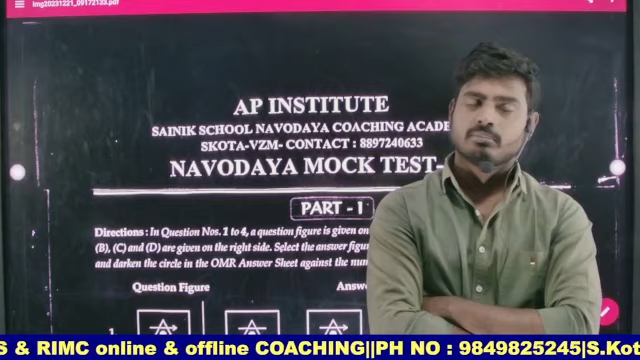 Img20231221_09172133.pdf
AP INSTITUTE
SAINIK SCHOOL NAVODAYA COACHING ACADE
SKOTA-VZM- CONTACT : 8897240633
NAVODAYA MOCK TEST-
PART - 1
Directions : In Question Nos. 1 to 4, a question figure is given on
(B), (C) and (D) are given on the right side. Select the answer figur
and darken the circle in the OMR Answer Sheet against the num
Question Figure
Answ
1
S & RIMC online & offline COACHING||PH NO : 9849825245|S.Kot